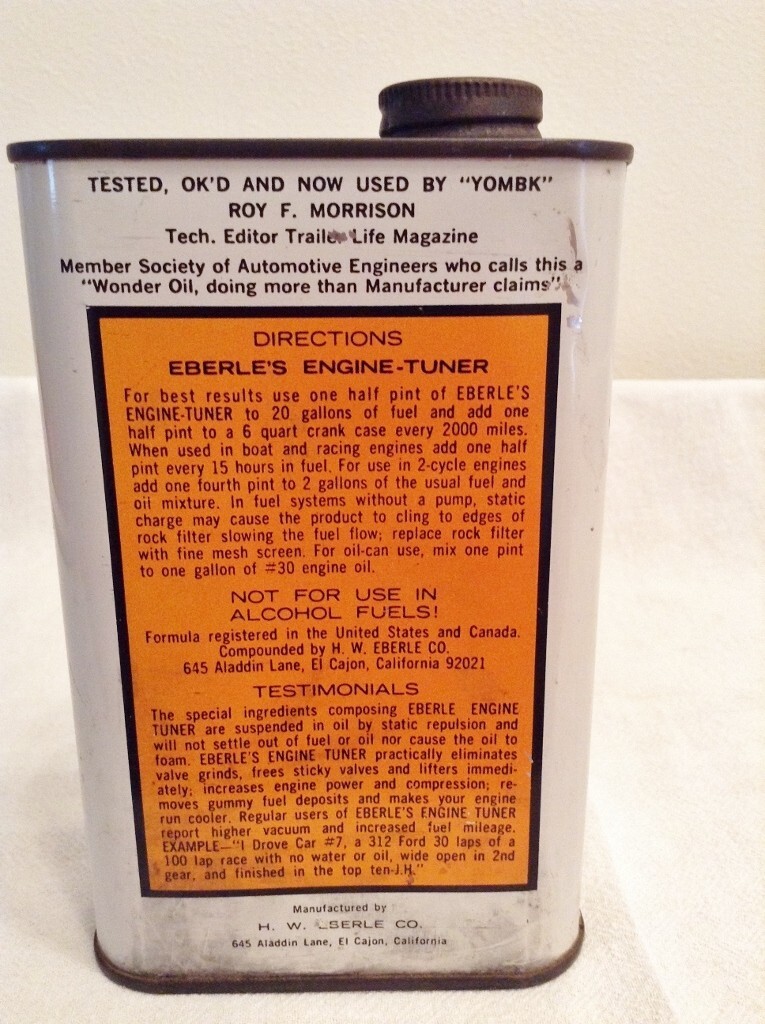 TESTED, OK'D AND NOW USED BY "YOMBK"
ROY F. MORRISON
Tech. Editor Trailer Life Magazine
Member Society of Automotive Engineers who calls this a
"Wonder Oil, doing more than Manufacturer claims"
DIRECTIONS
EBERLE'S ENGINE-TUNER
For best results use one half pint of EBERLE'S
ENGINE-TUNER to 20 gallons of fuel and add one
half pint to a 6 quart crank case every 2000 miles.
When used in boat and racing engines add one half
pint every 15 hours in fuel. For use in 2-cycle engines
add one fourth pint to 2 gallons of the usual fuel and
oil mixture. In fuel systems without a pump, static
charge may cause the product to cling to edges of
rock filter slowing the fuel flow; replace rock filter
with fine mesh screen. For oil-can use, mix one pint
to one gallon of #30 engine oil.
NOT FOR USE IN
ALCOHOL FUELS!
Formula registered in the United States and Canada.
Compounded by H. W. EBERLE CO.
645 Aladdin Lane, El Cajon, California 92021
TESTIMONIALS
The special ingredients composing EBERLE ENGINE
TUNER are suspended in oil by static repulsion and
will not settle out of fuel or oil nor cause the oil to
foam. EBERLE'S ENGINE TUNER practically eliminates
valve grinds, frees sticky valves and lifters immedi-
ately; increases engine power and compression; re-
moves gummy fuel deposits and makes your engine
run cooler. Regular users of EBERLE'S ENGINE TUNER
report higher vacuum and increased fuel mileage.
EXAMPLE—"I Drove Car #7, a 312 Ford 30 laps of a
100 lap race with no water or oil, wide open in 2nd
gear, and finished in the top ten-J.H."
Manufactured by
H. W. EBERLE CO.
645 Aladdin Lane, El Cajon, California